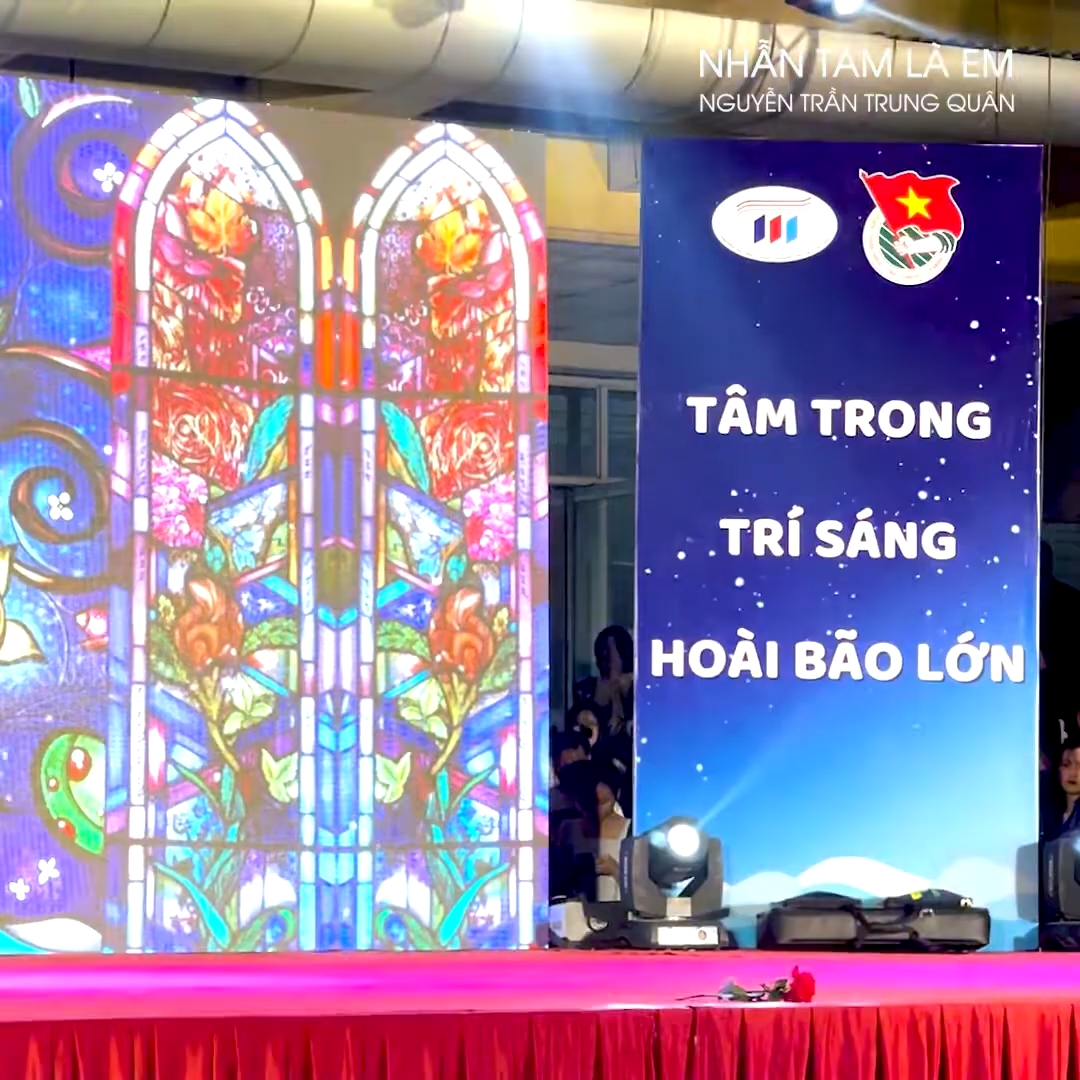 NHẪN TÂM LÀ EM
NGUYỄN TRẦN TRUNG QUÂN
TÂM TRONG
TRÍ SÁNG
HOÀI BÃO LỚN